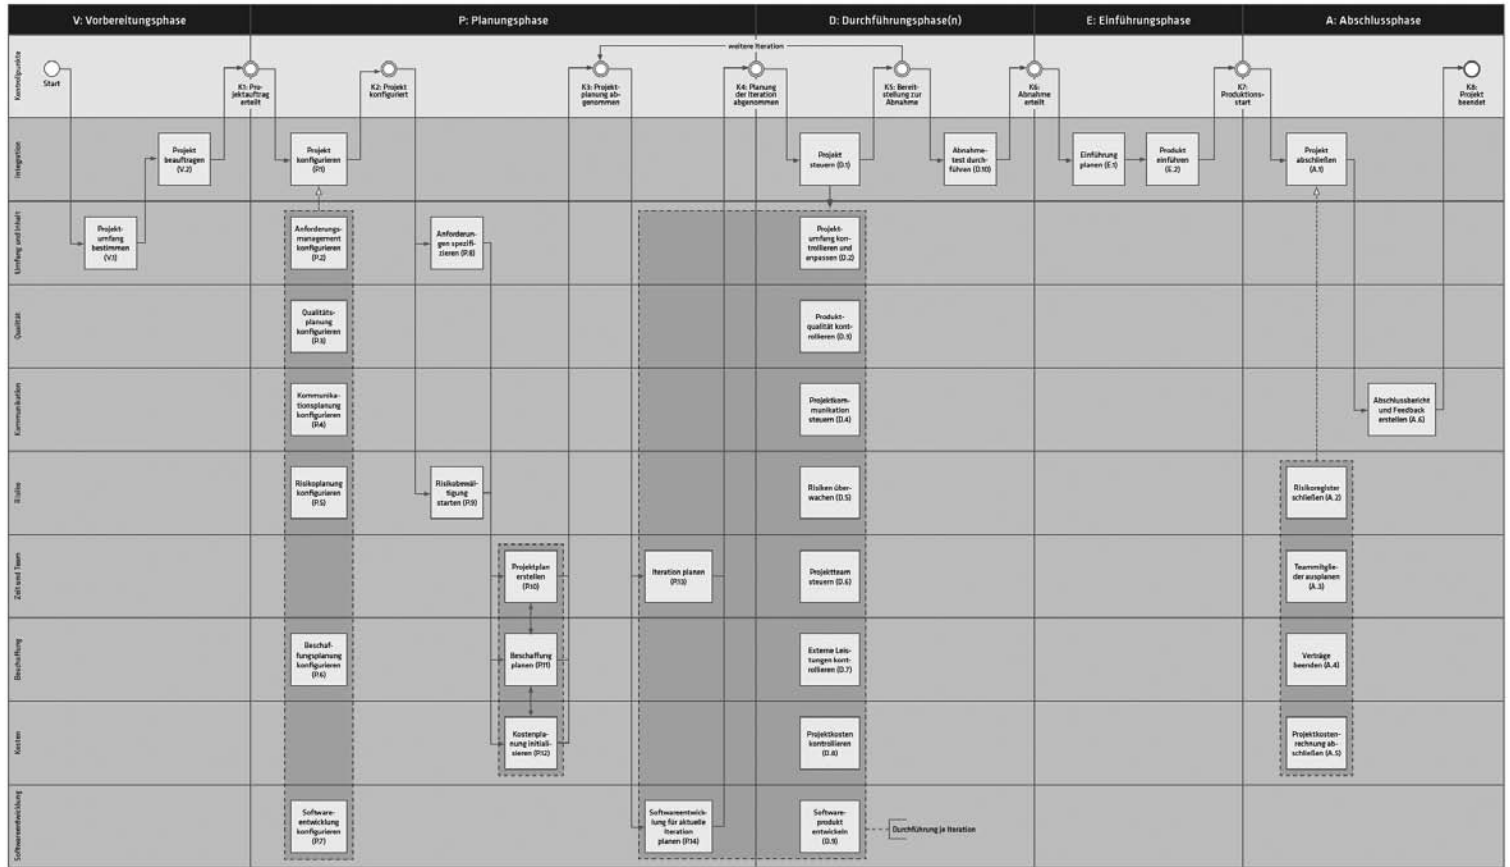 V: Vorbereitungsphase
P: Planungsphase
D: Durchführungsphase(n)
E: Einführungsphase
A: Abschlussphase
Kontrollpunkte
weitere Iteration
Start
K1: Pro-
jektauftrag
erteilt
K2: Projekt
konfiguriert
K3: Projekt-
planung ab-
genommen
K4: Planung
der Iteration
abgenommen
K5: Bereit-
stellung zur
Abnahme
K6:
Abnahme
erteilt
K7:
Produktions-
start
K8:
Projekt
beendet
Integration
Projekt
beauftragen
(V.2)
Projekt
konfigurieren
(P.1)
Projekt
steuern (D.1)
Abnahme-
test durch-
führen (D.10)
Einführung
planen (E.1)
Produkt
einführen
(E.2)
Projekt
abschließen
(A.1)
Umfang und Inhalt
Projekt-
umfang
bestimmen
(V.1)
Anforderungs-
management
konfigurieren
(P.2)
Anforderun-
gen spezifi-
zieren (P.8)
Projekt-
umfang kon-
trollieren und
anpassen (D.2)
Qualität
Qualitäts-
planung
konfigurieren
(P.3)
Produkt-
qualität kont-
rollieren (D.3)
Kommunikation
Kommunika-
tionsplanung
konfigurieren
(P.4)
Projektkom-
munikation
steuern (D.4)
Abschlussbericht
und Feedback
erstellen (A.6)
Risiko
Risikoplanung
konfigurieren
(P.5)
Risikobewäl-
tigung
starten (P.9)
Risiken über-
wachen (D.5)
Risikoregister
schließen (A.2)
Zeit und Team
Projektplan
erstellen
(P.10)
Iteration planen
(P.13)
Projektteam
steuern (D.6)
Teammitglie-
der ausplanen
(A.3)
Beschaffung
Beschaf-
fungsplanung
konfigurieren
(P.6)
Beschaffung
planen (P.11)
Externe Leis-
tungen kont-
rollieren (D.7)
Verträge
beenden (A.4)
Kosten
Kostenpla-
nung initiali-
sieren (P.12)
Projektkosten
kontrollieren
(D.8)
Projektkosten-
rechnung ab-
schließen (A.5)
Softwareentwicklung
Software-
entwicklung
konfigurieren
(P.7)
Softwareentwick-
lung für aktuelle
Iteration
planen (P.14)
Software-
produkt
entwickeln
(D.9)
Durchführung je Iteration